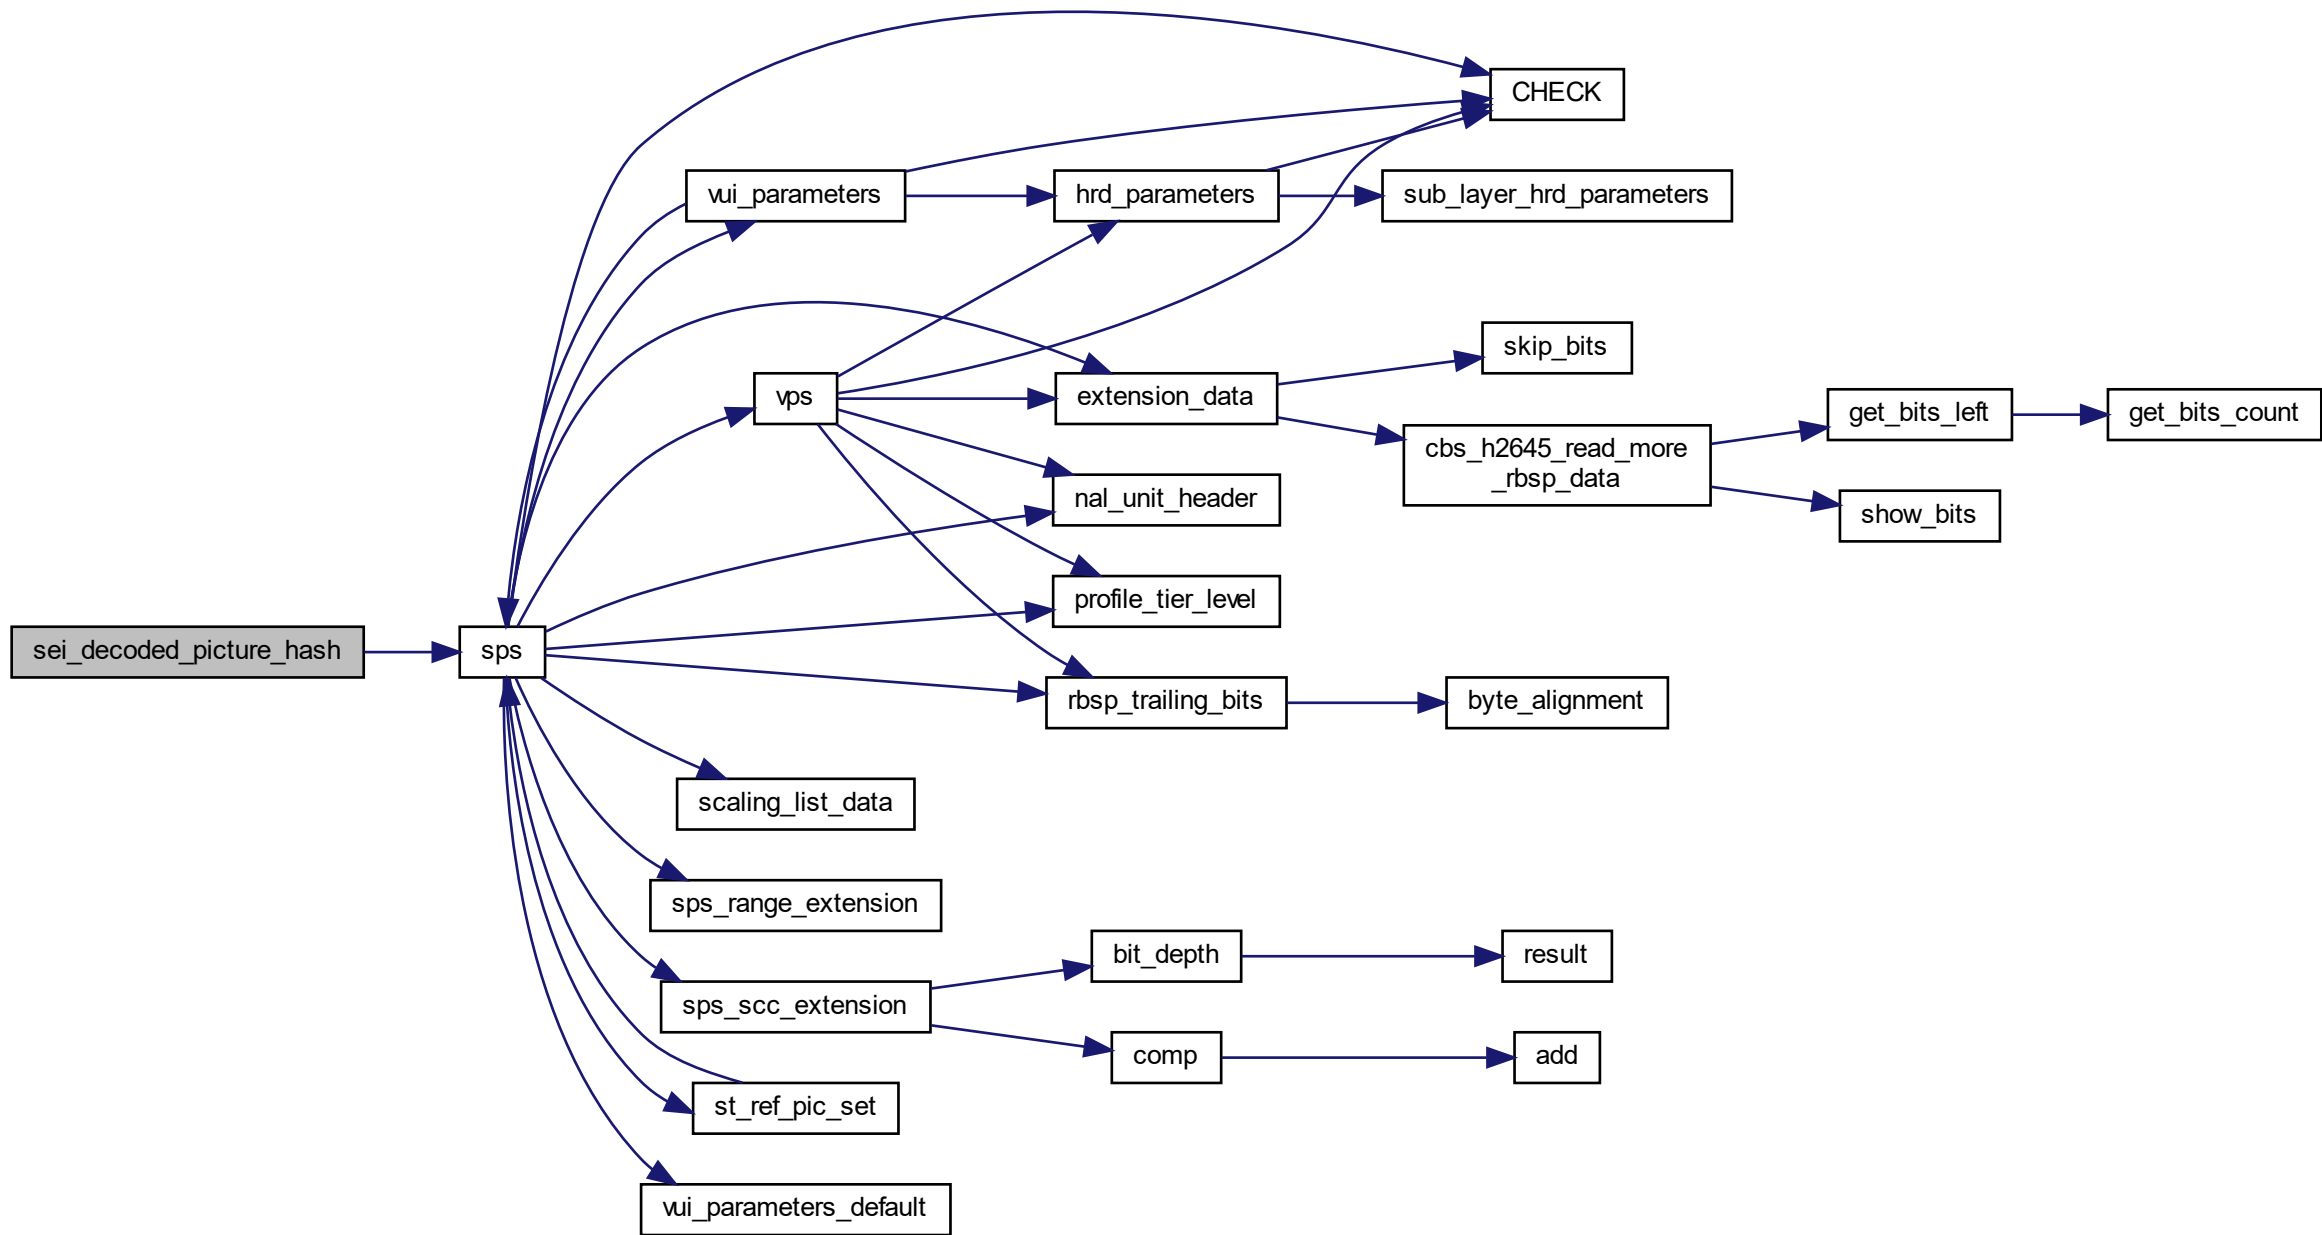 CHECK
vui_parameters
hrd_parameters
sub_layer_hrd_parameters
skip_bits
vps
extension_data
get_bits_left
get_bits_count
cbs_h2645_read_more
_rbsp_data
nal_unit_header
show_bits
profile_tier_level
sei_decoded_picture_hash
sps
rbsp_trailing_bits
byte_alignment
scaling_list_data
sps_range_extension
bit_depth
result
sps_scc_extension
comp
add
st_ref_pic_set
vui_parameters_default